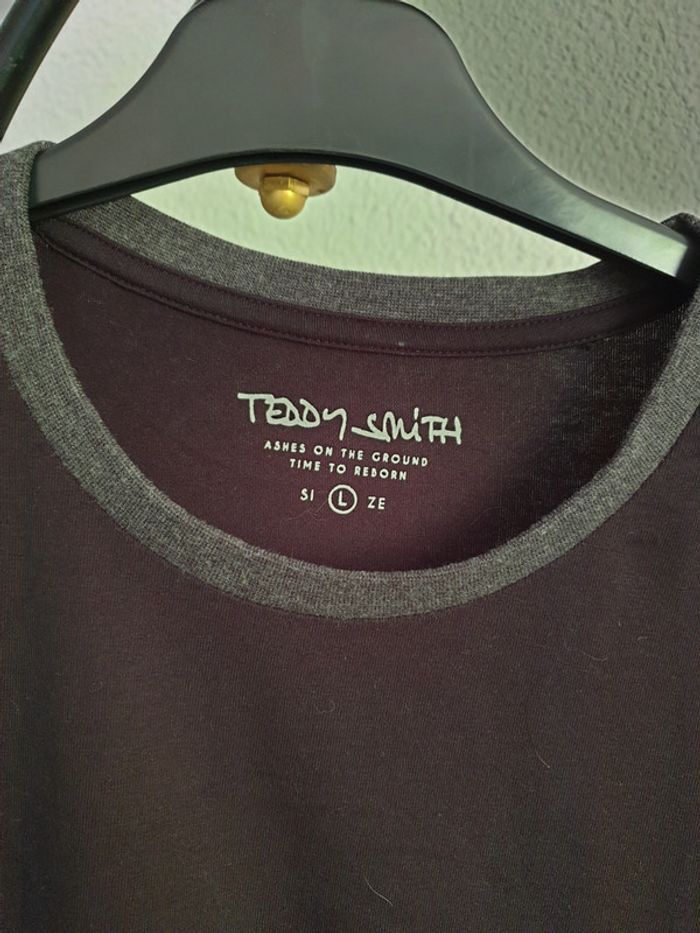 TEDDY SMITH
ASHES ON THE GROUND
TIME TO REBORN
SI L ZE